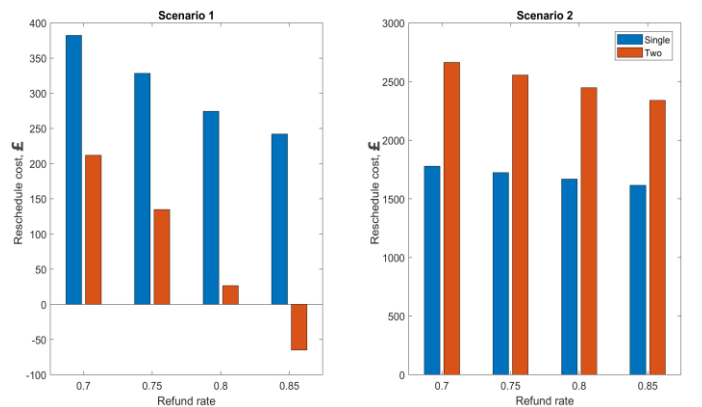 Scenario 1
400
350
300
250
200
150
100
50
0
-50
-100
Reschedule cost, £
0.7 0.75 0.8 0.85
Refund rate
Scenario 2
3000
2500
2000
1500
1000
500
0
Reschedule cost, £
0.7 0.75 0.8 0.85
Refund rate
Single
Two